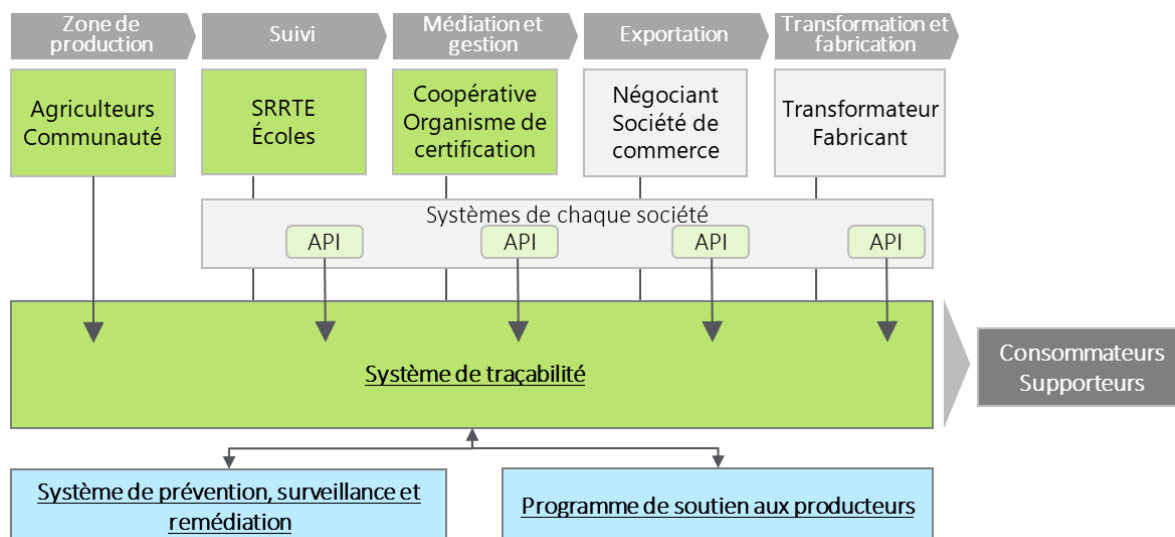 Zone de
production
Suivi
Médiation et
gestion
Exportation
Transformation et
fabrication
Agriculteurs
Communauté
SRRTE
Écoles
Coopérative
Organisme de
certification
Négociant
Société de
commerce
Transformateur
Fabricant
Systèmes de chaque société
API
API
API
API
Système de traçabilité
Consommateurs
Supporteurs
Système de prévention, surveillance et
remédiation
Programme de soutien aux producteurs